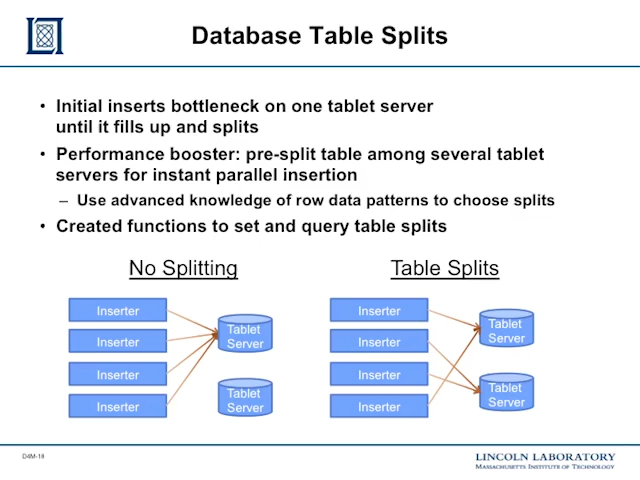 Database Table Splits
• Initial inserts bottleneck on one tablet server
until it fills up and splits
• Performance booster: pre-split table among several tablet
servers for instant parallel insertion
– Use advanced knowledge of row data patterns to choose splits
• Created functions to set and query table splits
No Splitting
Inserter
Inserter
Inserter
Inserter
Tablet
Server
Tablet
Server
Table Splits
Inserter
Inserter
Inserter
Inserter
Tablet
Server
Tablet
Server
D4M-18
LINCOLN LABORATORY
MASSACHUSETTS INSTITUTE OF TECHNOLOGY